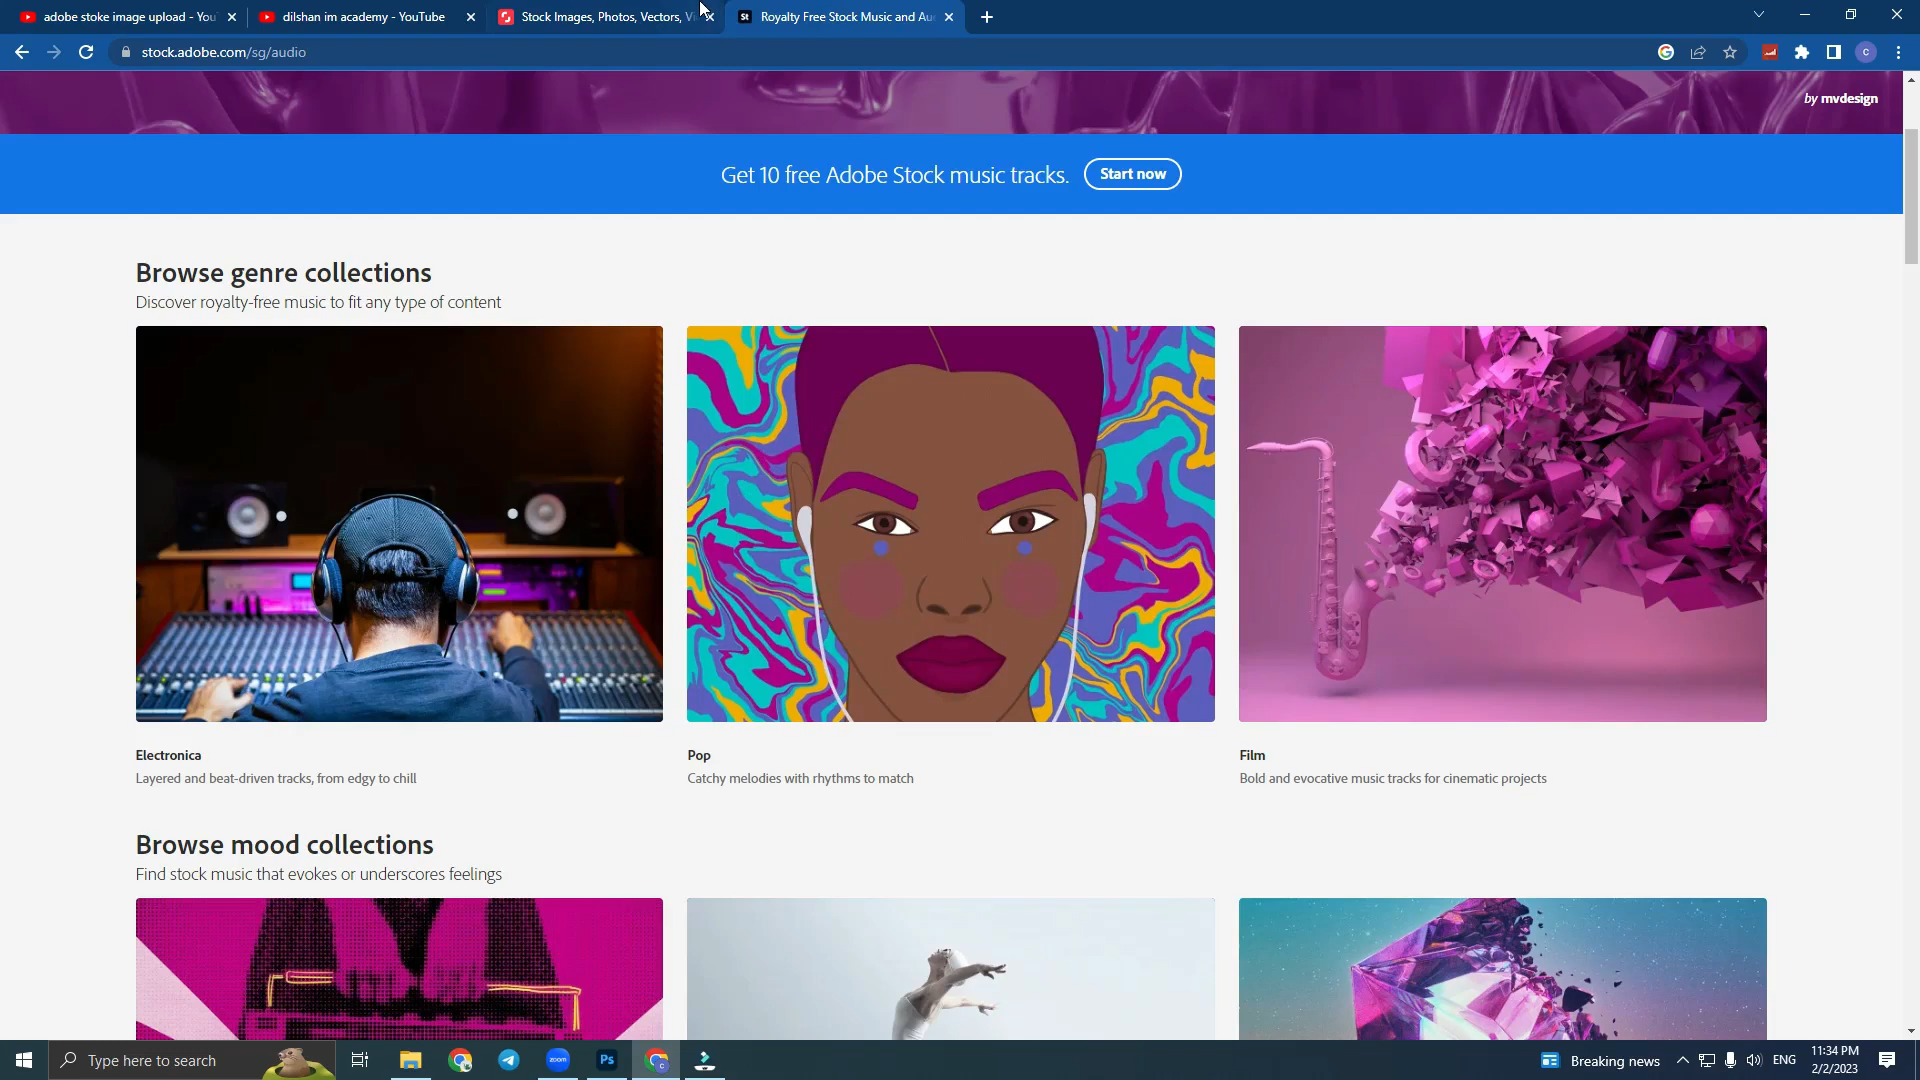 adobe stoke image upload - You
dilshan im academy - YouTube
Stock Images, Photos, Vectors, Vi
St
Royalty Free Stock Music and Au
stock.adobe.com/sg/audio
C
by mvdesign
Get 10 free Adobe Stock music tracks.
Start now
Browse genre collections
Discover royalty-free music to fit any type of content
Electronica
Layered and beat-driven tracks, from edgy to chill
Pop
Catchy melodies with rhythms to match
Film
Bold and evocative music tracks for cinematic projects
Browse mood collections
Find stock music that evokes or underscores feelings
Type here to search
zoom
Ps
C
Breaking news
ENG
11:34 PM
2/2/2023